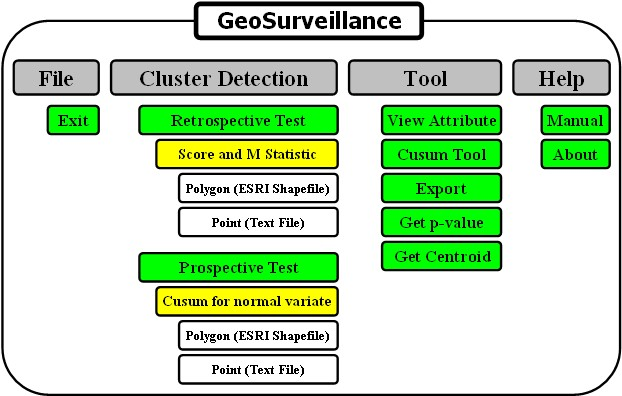 GeoSurveillance
File
Cluster Detection
Tool
Help
Exit
Retrospective Test
Score and M Statistic
Polygon (ESRI Shapefile)
Point (Text File)
Prospective Test
Cusum for normal variate
Polygon (ESRI Shapefile)
Point (Text File)
View Attribute
Cusum Tool
Export
Get p-value
Get Centroid
Manual
About